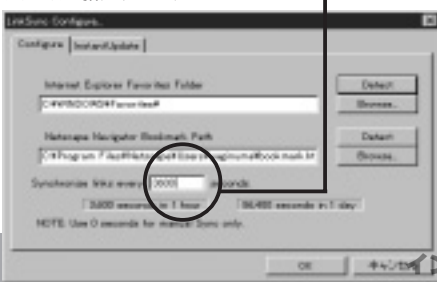 LinkSync Configure..
Configure InstantUpdate
Internet Explorer Favorites Folder
Detect
C:¥WINDOWS¥Favorites¥
Browse..
Netscape Navigator Bookmark Path
Detect
Browse..
Synchronize links every 3600 seconds
3,600 seconds in 1 hour 86,400 seconds in 1 day
NOTE: Use 0 seconds for manual Sync only.
OK キャンセル